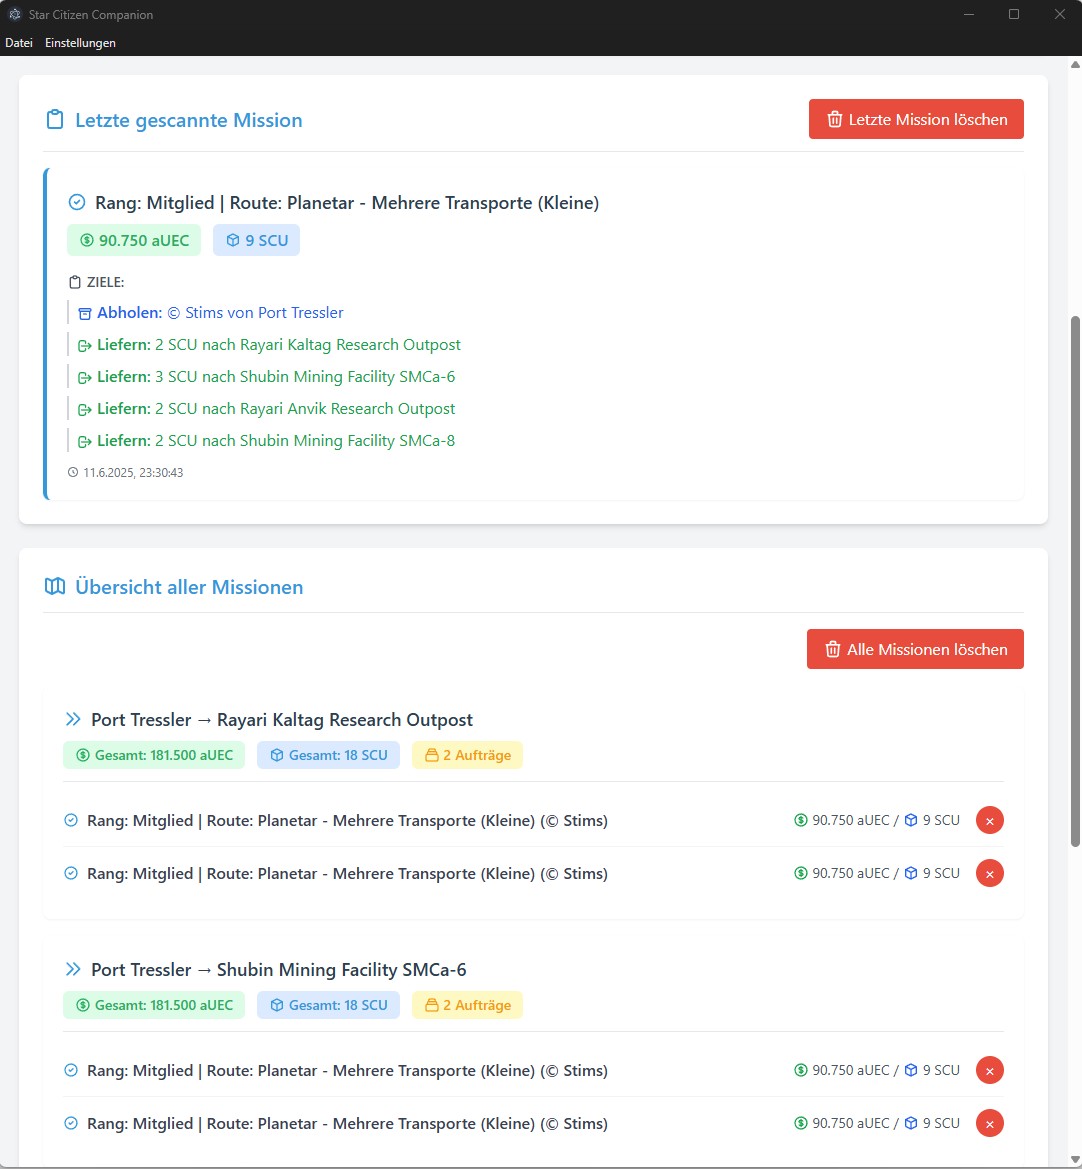 Star Citizen Companion
Datei Einstellungen
Letzte gescannte Mission
Letzte Mission löschen
Rang: Mitglied | Route: Planetar - Mehrere Transporte (Kleine)
90.750 aUEC 9 SCU
ZIELE:
Abholen: © Stims von Port Tressler
Liefern: 2 SCU nach Rayari Kaltag Research Outpost
Liefern: 3 SCU nach Shubin Mining Facility SMCa-6
Liefern: 2 SCU nach Rayari Anvik Research Outpost
Liefern: 2 SCU nach Shubin Mining Facility SMCa-8
11.6.2025, 23:30:43
Übersicht aller Missionen
Alle Missionen löschen
Port Tressler → Rayari Kaltag Research Outpost
Gesamt: 181.500 aUEC Gesamt: 18 SCU 2 Aufträge
Rang: Mitglied | Route: Planetar - Mehrere Transporte (Kleine) (© Stims) 90.750 aUEC / 9 SCU
Rang: Mitglied | Route: Planetar - Mehrere Transporte (Kleine) (© Stims) 90.750 aUEC / 9 SCU
Port Tressler → Shubin Mining Facility SMCa-6
Gesamt: 181.500 aUEC Gesamt: 18 SCU 2 Aufträge
Rang: Mitglied | Route: Planetar - Mehrere Transporte (Kleine) (© Stims) 90.750 aUEC / 9 SCU
Rang: Mitglied | Route: Planetar - Mehrere Transporte (Kleine) (© Stims) 90.750 aUEC / 9 SCU